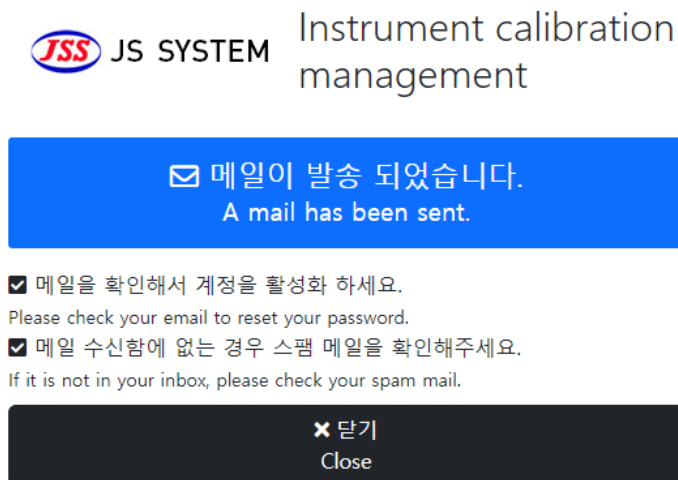 JSS JS SYSTEM
Instrument calibration
management
메일이 발송 되었습니다.
A mail has been sent.
메일을 확인해서 계정을 활성화 하세요.
Please check your email to reset your password.
메일 수신함에 없는 경우 스팸 메일을 확인해주세요.
If it is not in your inbox, please check your spam mail.
닫기
Close